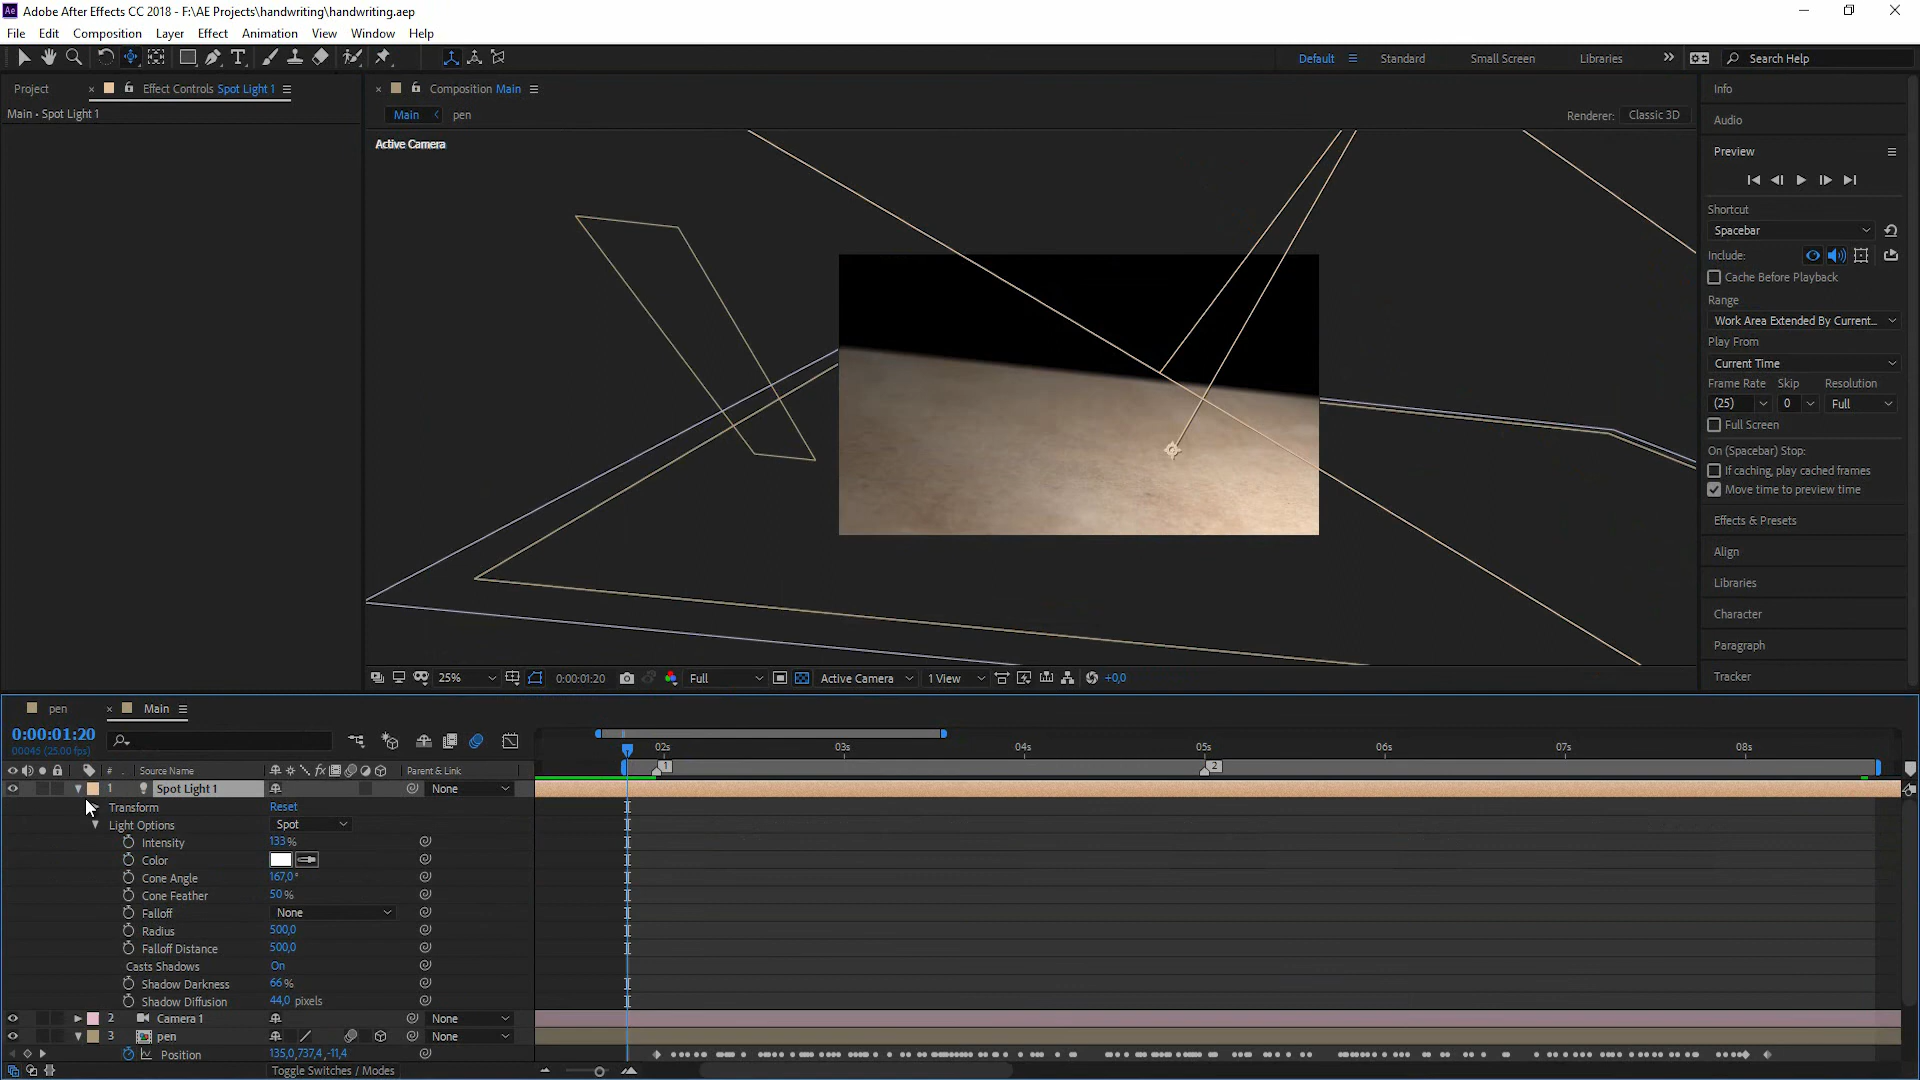 Adobe After Effects CC 2018 - F:\AE Projects\handwriting\handwriting.aep
File Edit Composition Layer Effect Animation View Window Help
Default Standard Small Screen Libraries Search Help
Project Effect Controls Spot Light 1
Main • Spot Light 1
Composition Main
Main pen
Renderer: Classic 3D
Active Camera
Info
Audio
Preview
Shortcut
Spacebar
Include:
Cache Before Playback
Range
Work Area Extended By Current...
Play From
Current Time
Frame Rate Skip Resolution
(25) 0 Full
Full Screen
On (Spacebar) Stop:
If caching, play cached frames
Move time to preview time
Effects & Presets
Align
Libraries
Character
Paragraph
Tracker
25% 0:00:01:20 Full Active Camera 1 View +0,0
pen Main
0:00:01:20
00045 (25.00 fps)
02s 03s 04s 05s 06s 07s 08s
1 2
# Source Name fx Parent & Link
1 Spot Light 1 None
Transform Reset
Light Options Spot
Intensity 133 %
Color
Cone Angle 167,0 °
Cone Feather 50 %
Falloff None
Radius 500,0
Falloff Distance 500,0
Casts Shadows On
Shadow Darkness 66 %
Shadow Diffusion 44,0 pixels
2 Camera 1 None
3 pen None
Position 135,0,737,4,-11,4
Toggle Switches / Modes